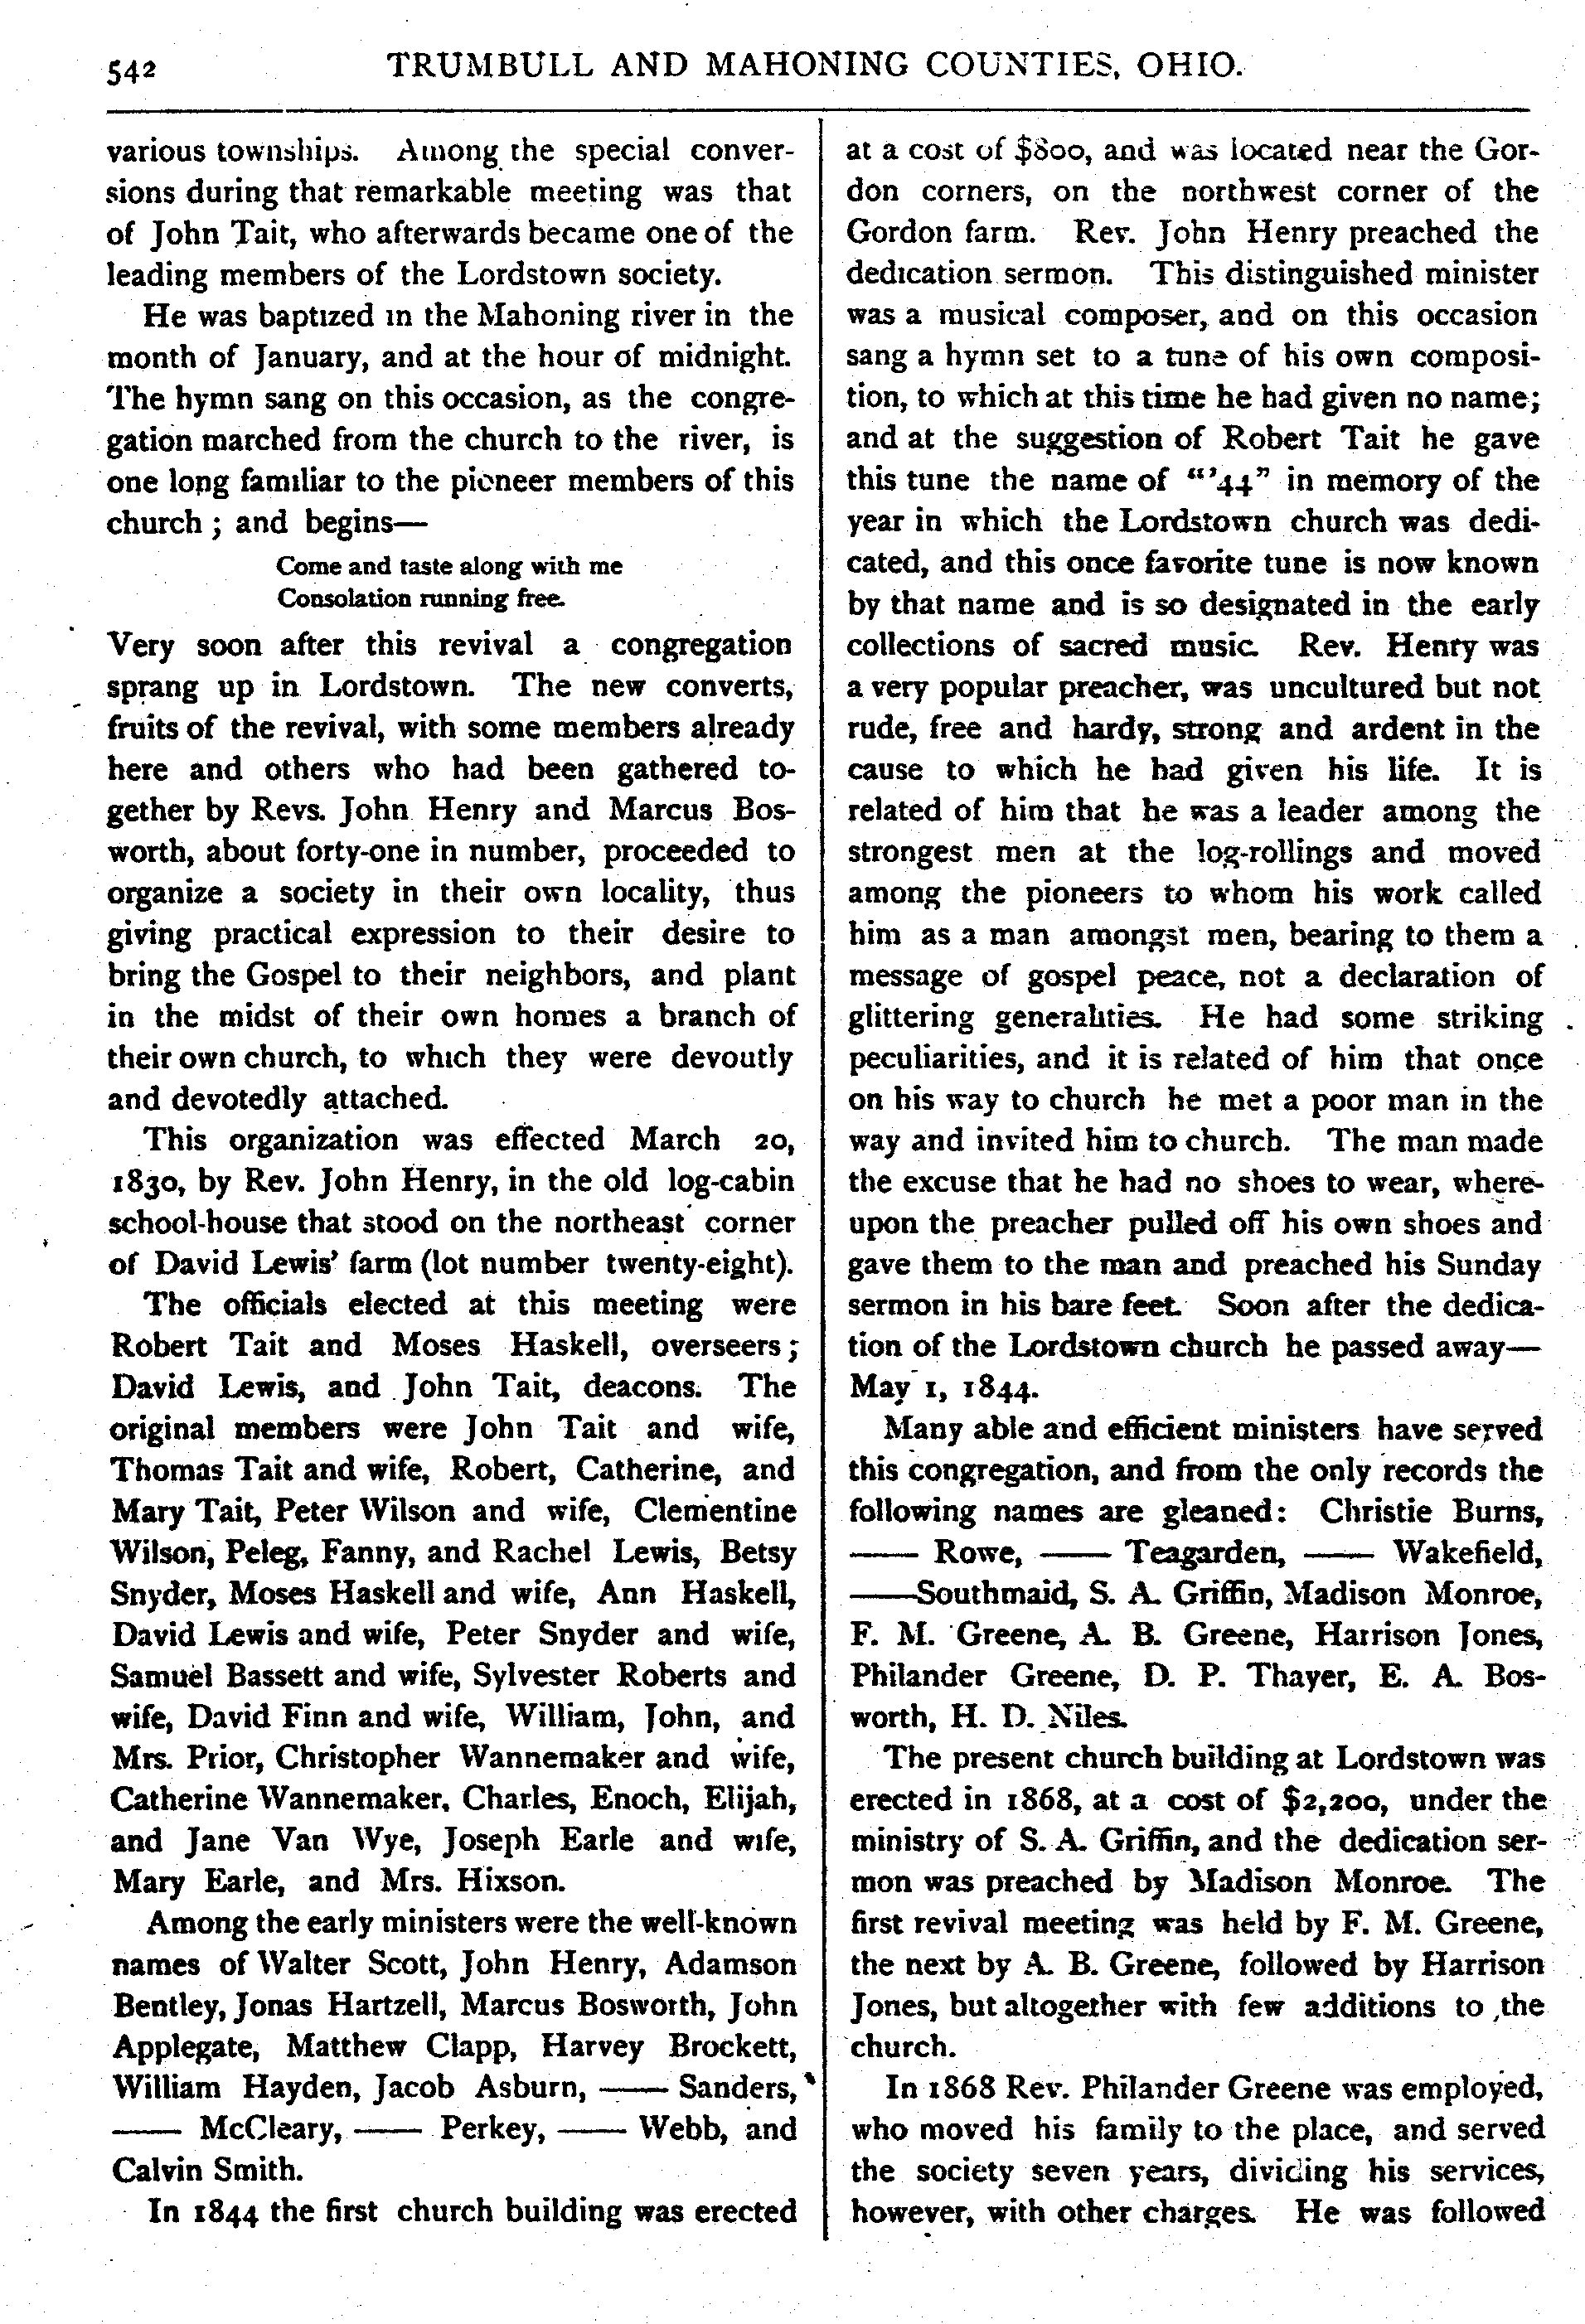 542
TRUMBULL AND MAHONING COUNTIES, OHIO.
various townships. Among the special conver-
sions during that remarkable meeting was that
of John Tait, who afterwards became one of the
leading members of the Lordstown society.
He was baptized in the Mahoning river in the
month of January, and at the hour of midnight.
The hymn sang on this occasion, as the congre-
gation marched from the church to the river, is
one long familiar to the pioneer members of this
church ; and begins—
Come and taste along with me
Consolation running free.
Very soon after this revival a congregation
sprang up in Lordstown. The new converts,
fruits of the revival, with some members already
here and others who had been gathered to-
gether by Revs. John Henry and Marcus Bos-
worth, about forty-one in number, proceeded to
organize a society in their own locality, thus
giving practical expression to their desire to
bring the Gospel to their neighbors, and plant
in the midst of their own homes a branch of
their own church, to which they were devoutly
and devotedly attached.
This organization was effected March 20,
1830, by Rev. John Henry, in the old log-cabin
school-house that stood on the northeast corner
of David Lewis' farm (lot number twenty-eight).
The officials elected at this meeting were
Robert Tait and Moses Haskell, overseers ;
David Lewis, and John Tait, deacons. The
original members were John Tait and wife,
Thomas Tait and wife, Robert, Catherine, and
Mary Tait, Peter Wilson and wife, Clementine
Wilson, Peleg, Fanny, and Rachel Lewis, Betsy
Snyder, Moses Haskell and wife, Ann Haskell,
David Lewis and wife, Peter Snyder and wife,
Samuel Bassett and wife, Sylvester Roberts and
wife, David Finn and wife, William, John, and
Mrs. Prior, Christopher Wannemaker and wife,
Catherine Wannemaker, Charles, Enoch, Elijah,
and Jane Van Wye, Joseph Earle and wife,
Mary Earle, and Mrs. Hixson.
Among the early ministers were the well-known
names of Walter Scott, John Henry, Adamson
Bentley, Jonas Hartzell, Marcus Bosworth, John
Applegate, Matthew Clapp, Harvey Brockett,
William Hayden, Jacob Asburn, —— Sanders,
—— McCleary, —— Perkey, —— Webb, and
Calvin Smith.
In 1844 the first church building was erected
at a cost of $800, and was located near the Gor-
don corners, on the northwest corner of the
Gordon farm. Rev. John Henry preached the
dedication sermon. This distinguished minister
was a musical composer, and on this occasion
sang a hymn set to a tune of his own composi-
tion, to which at this time he had given no name;
and at the suggestion of Robert Tait he gave
this tune the name of "'44" in memory of the
year in which the Lordstown church was dedi-
cated, and this once favorite tune is now known
by that name and is so designated in the early
collections of sacred music. Rev. Henry was
a very popular preacher, was uncultured but not
rude, free and hardy, strong and ardent in the
cause to which he had given his life. It is
related of him that he was a leader among the
strongest men at the log-rollings and moved
among the pioneers to whom his work called
him as a man amongst men, bearing to them a
message of gospel peace, not a declaration of
glittering generalities. He had some striking
peculiarities, and it is related of him that once
on his way to church he met a poor man in the
way and invited him to church. The man made
the excuse that he had no shoes to wear, where-
upon the preacher pulled off his own shoes and
gave them to the man and preached his Sunday
sermon in his bare feet. Soon after the dedica-
tion of the Lordstown church he passed away—
May 1, 1844.
Many able and efficient ministers have served
this congregation, and from the only records the
following names are gleaned: Christie Burns,
—— Rowe, —— Teagarden, —— Wakefield,
——Southmaid, S. A. Griffin, Madison Monroe,
F. M. Greene, A. B. Greene, Harrison Jones,
Philander Greene, D. P. Thayer, E. A. Bos-
worth, H. D. Niles.
The present church building at Lordstown was
erected in 1868, at a cost of $2,200, under the
ministry of S. A. Griffin, and the dedication ser-
mon was preached by Madison Monroe. The
first revival meeting was held by F. M. Greene,
the next by A. B. Greene, followed by Harrison
Jones, but altogether with few additions to the
church.
In 1868 Rev. Philander Greene was employed,
who moved his family to the place, and served
the society seven years, dividing his services,
however, with other charges. He was followed